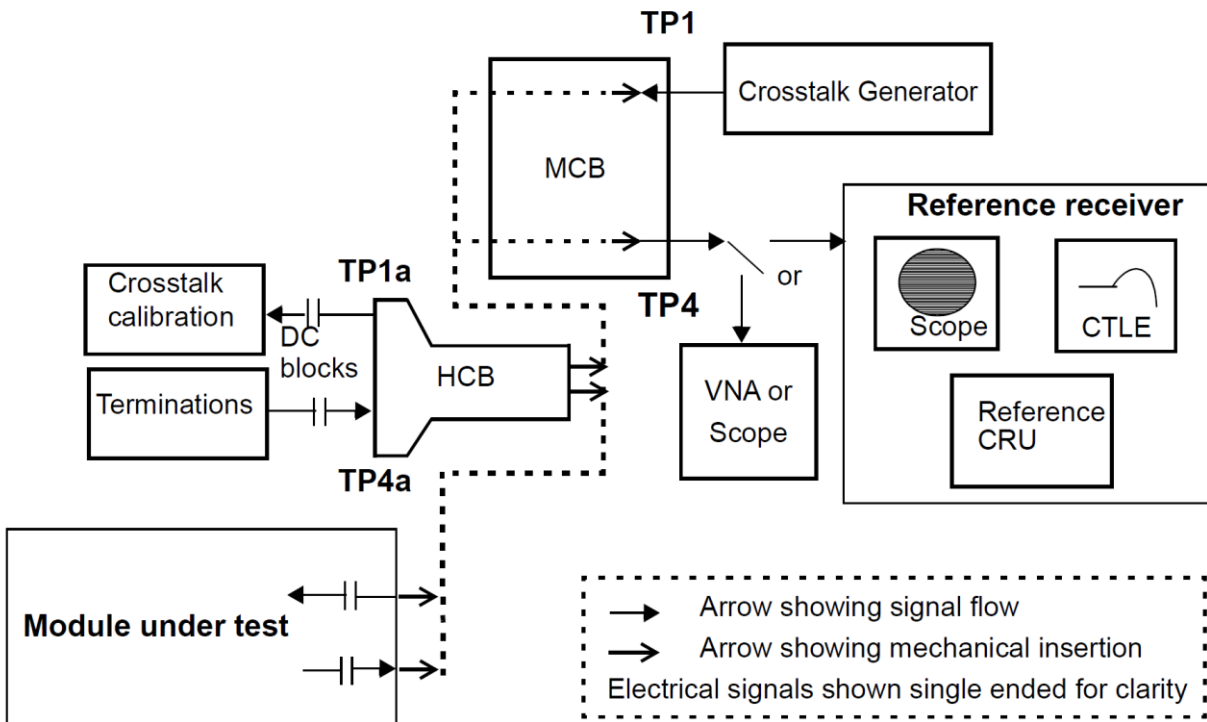 TP1
Crosstalk Generator
MCB
Reference receiver
Scope
CTLE
Reference
CRU
or
TP4
VNA or
Scope
TP1a
Crosstalk
calibration
DC
blocks
HCB
Terminations
TP4a
Module under test
Arrow showing signal flow
Arrow showing mechanical insertion
Electrical signals shown single ended for clarity